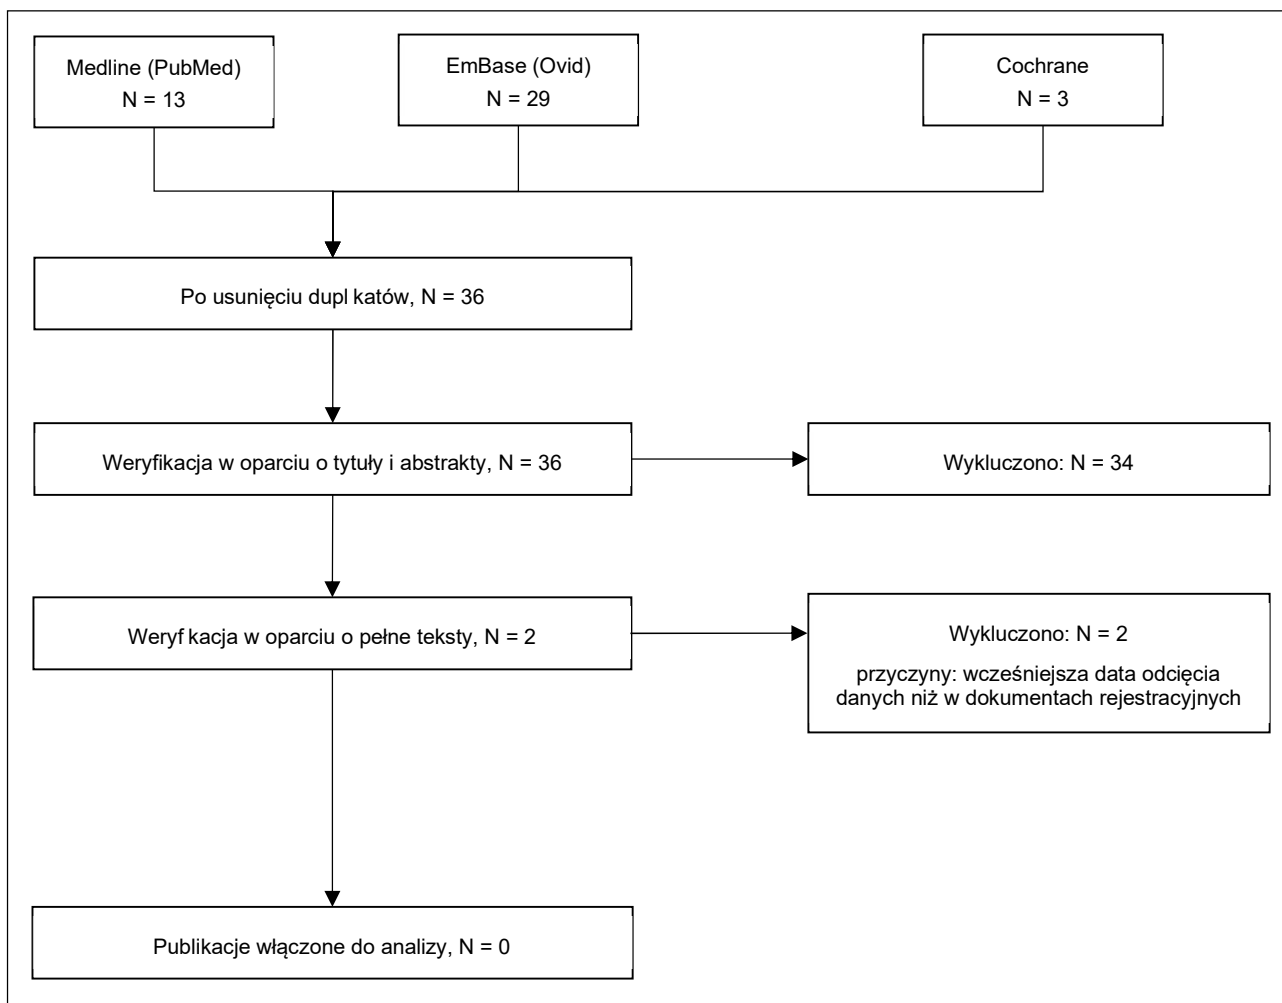 Medline (PubMed)
N = 13
EmBase (Ovid)
N = 29
Cochrane
N = 3
Po usunięciu dupl katów, N = 36
Weryfikacja w oparciu o tytuły i abstrakty, N = 36
Wykluczono: N = 34
Weryf kacja w oparciu o pełne teksty, N = 2
Wykluczono: N = 2
przyczyny: wcześniejsza data odcięcia
danych niż w dokumentach rejestracyjnych
Publikacje włączone do analizy, N = 0